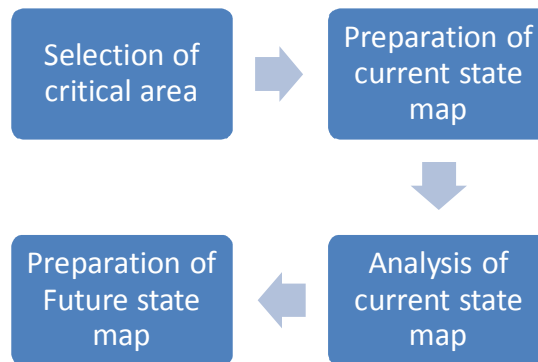 Selection of
critical area
Preparation of
current state
map
Analysis of
current state
map
Preparation of
Future state
map